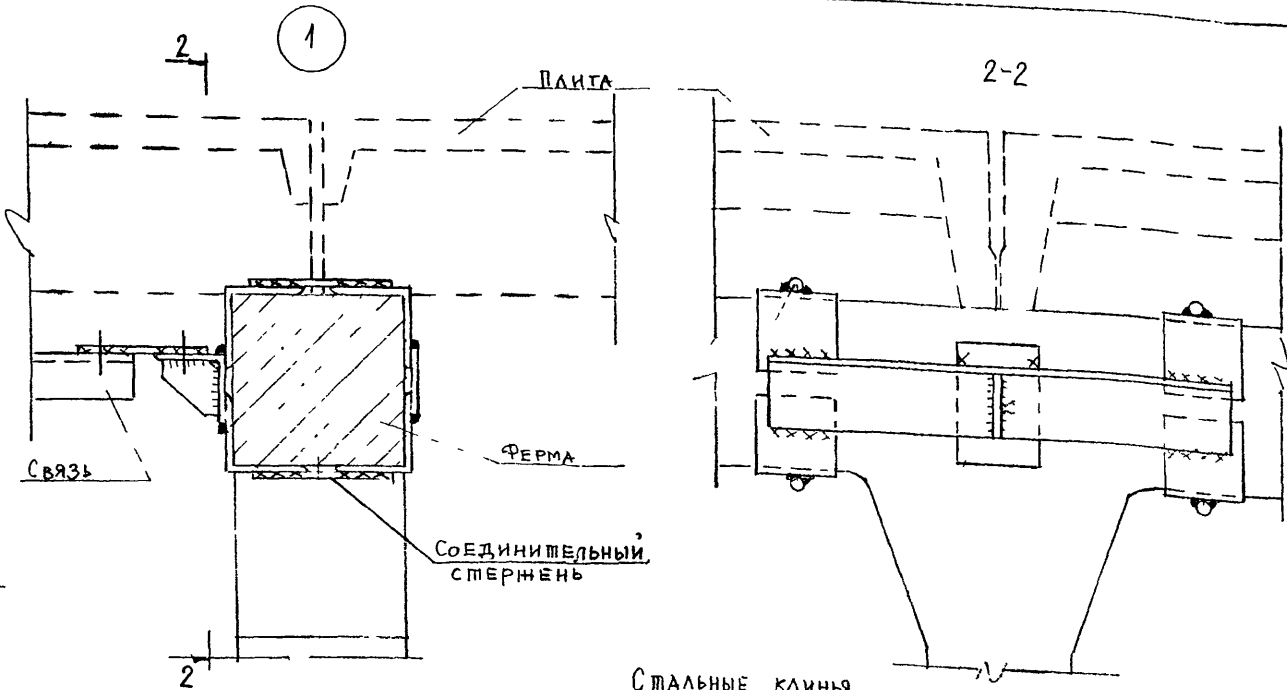 1
2
2-2
Плита
Связь
Ферма
Соединительный
стержень
2
Стальные клинья